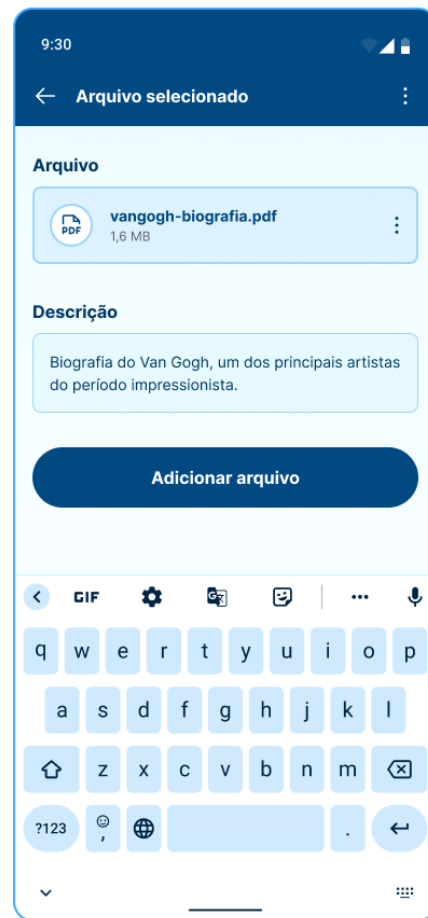 9:30
Arquivo selecionado
Arquivo
PDF
vangogh-biografia.pdf
1,6 MB
Descrição
Biografia do Van Gogh, um dos principais artistas
do período impressionista.
Adicionar arquivo
GIF
q w e r t y u i o p
a s d f g h j k l
z x c v b n m
?123 , .